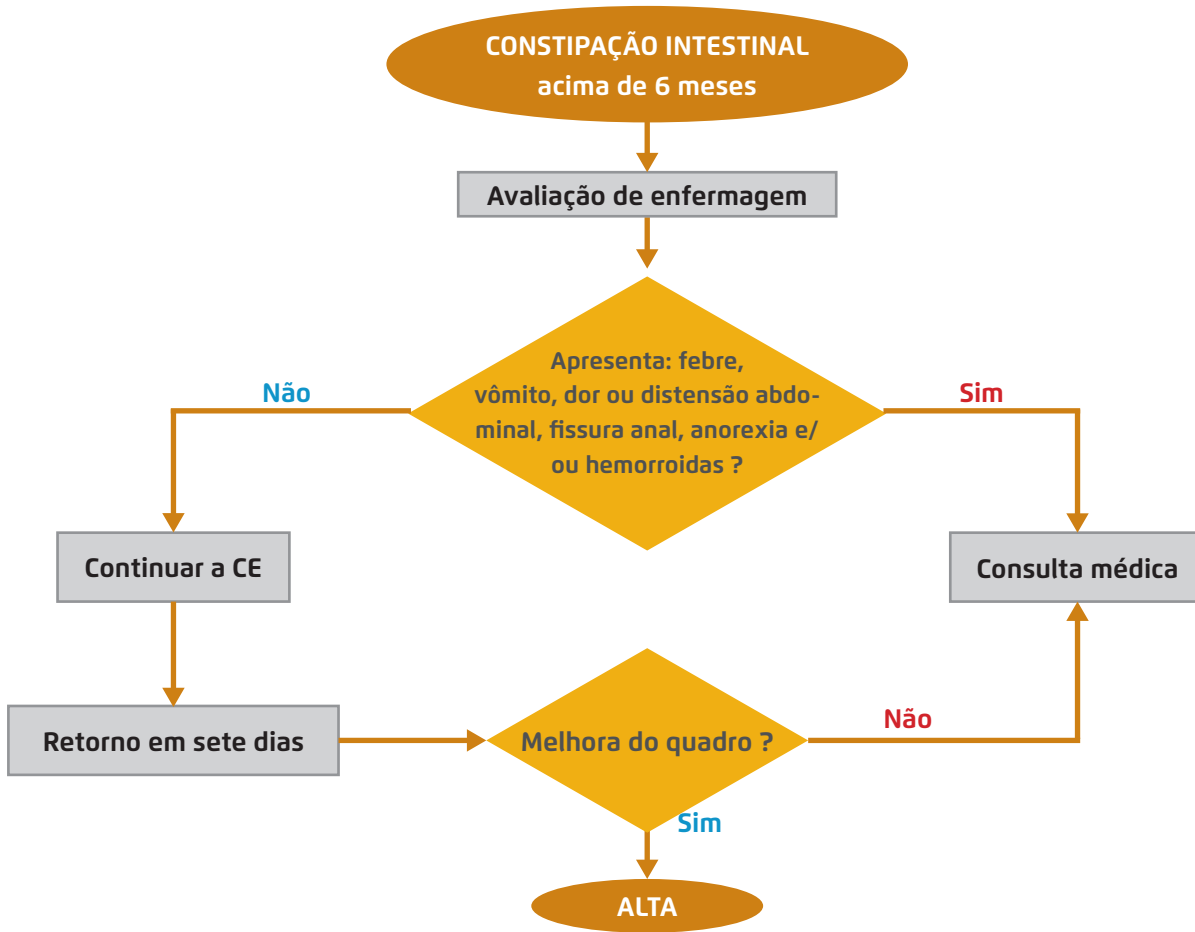 CONSTIPAÇÃO INTESTINAL
acima de 6 meses
Avaliação de enfermagem
Apresenta: febre,
vômito, dor ou distensão abdo-
minal, fissura anal, anorexia e/
ou hemorroidas ?
Não
Sim
Continuar a CE
Consulta médica
Retorno em sete dias
Melhora do quadro ?
Não
Sim
ALTA